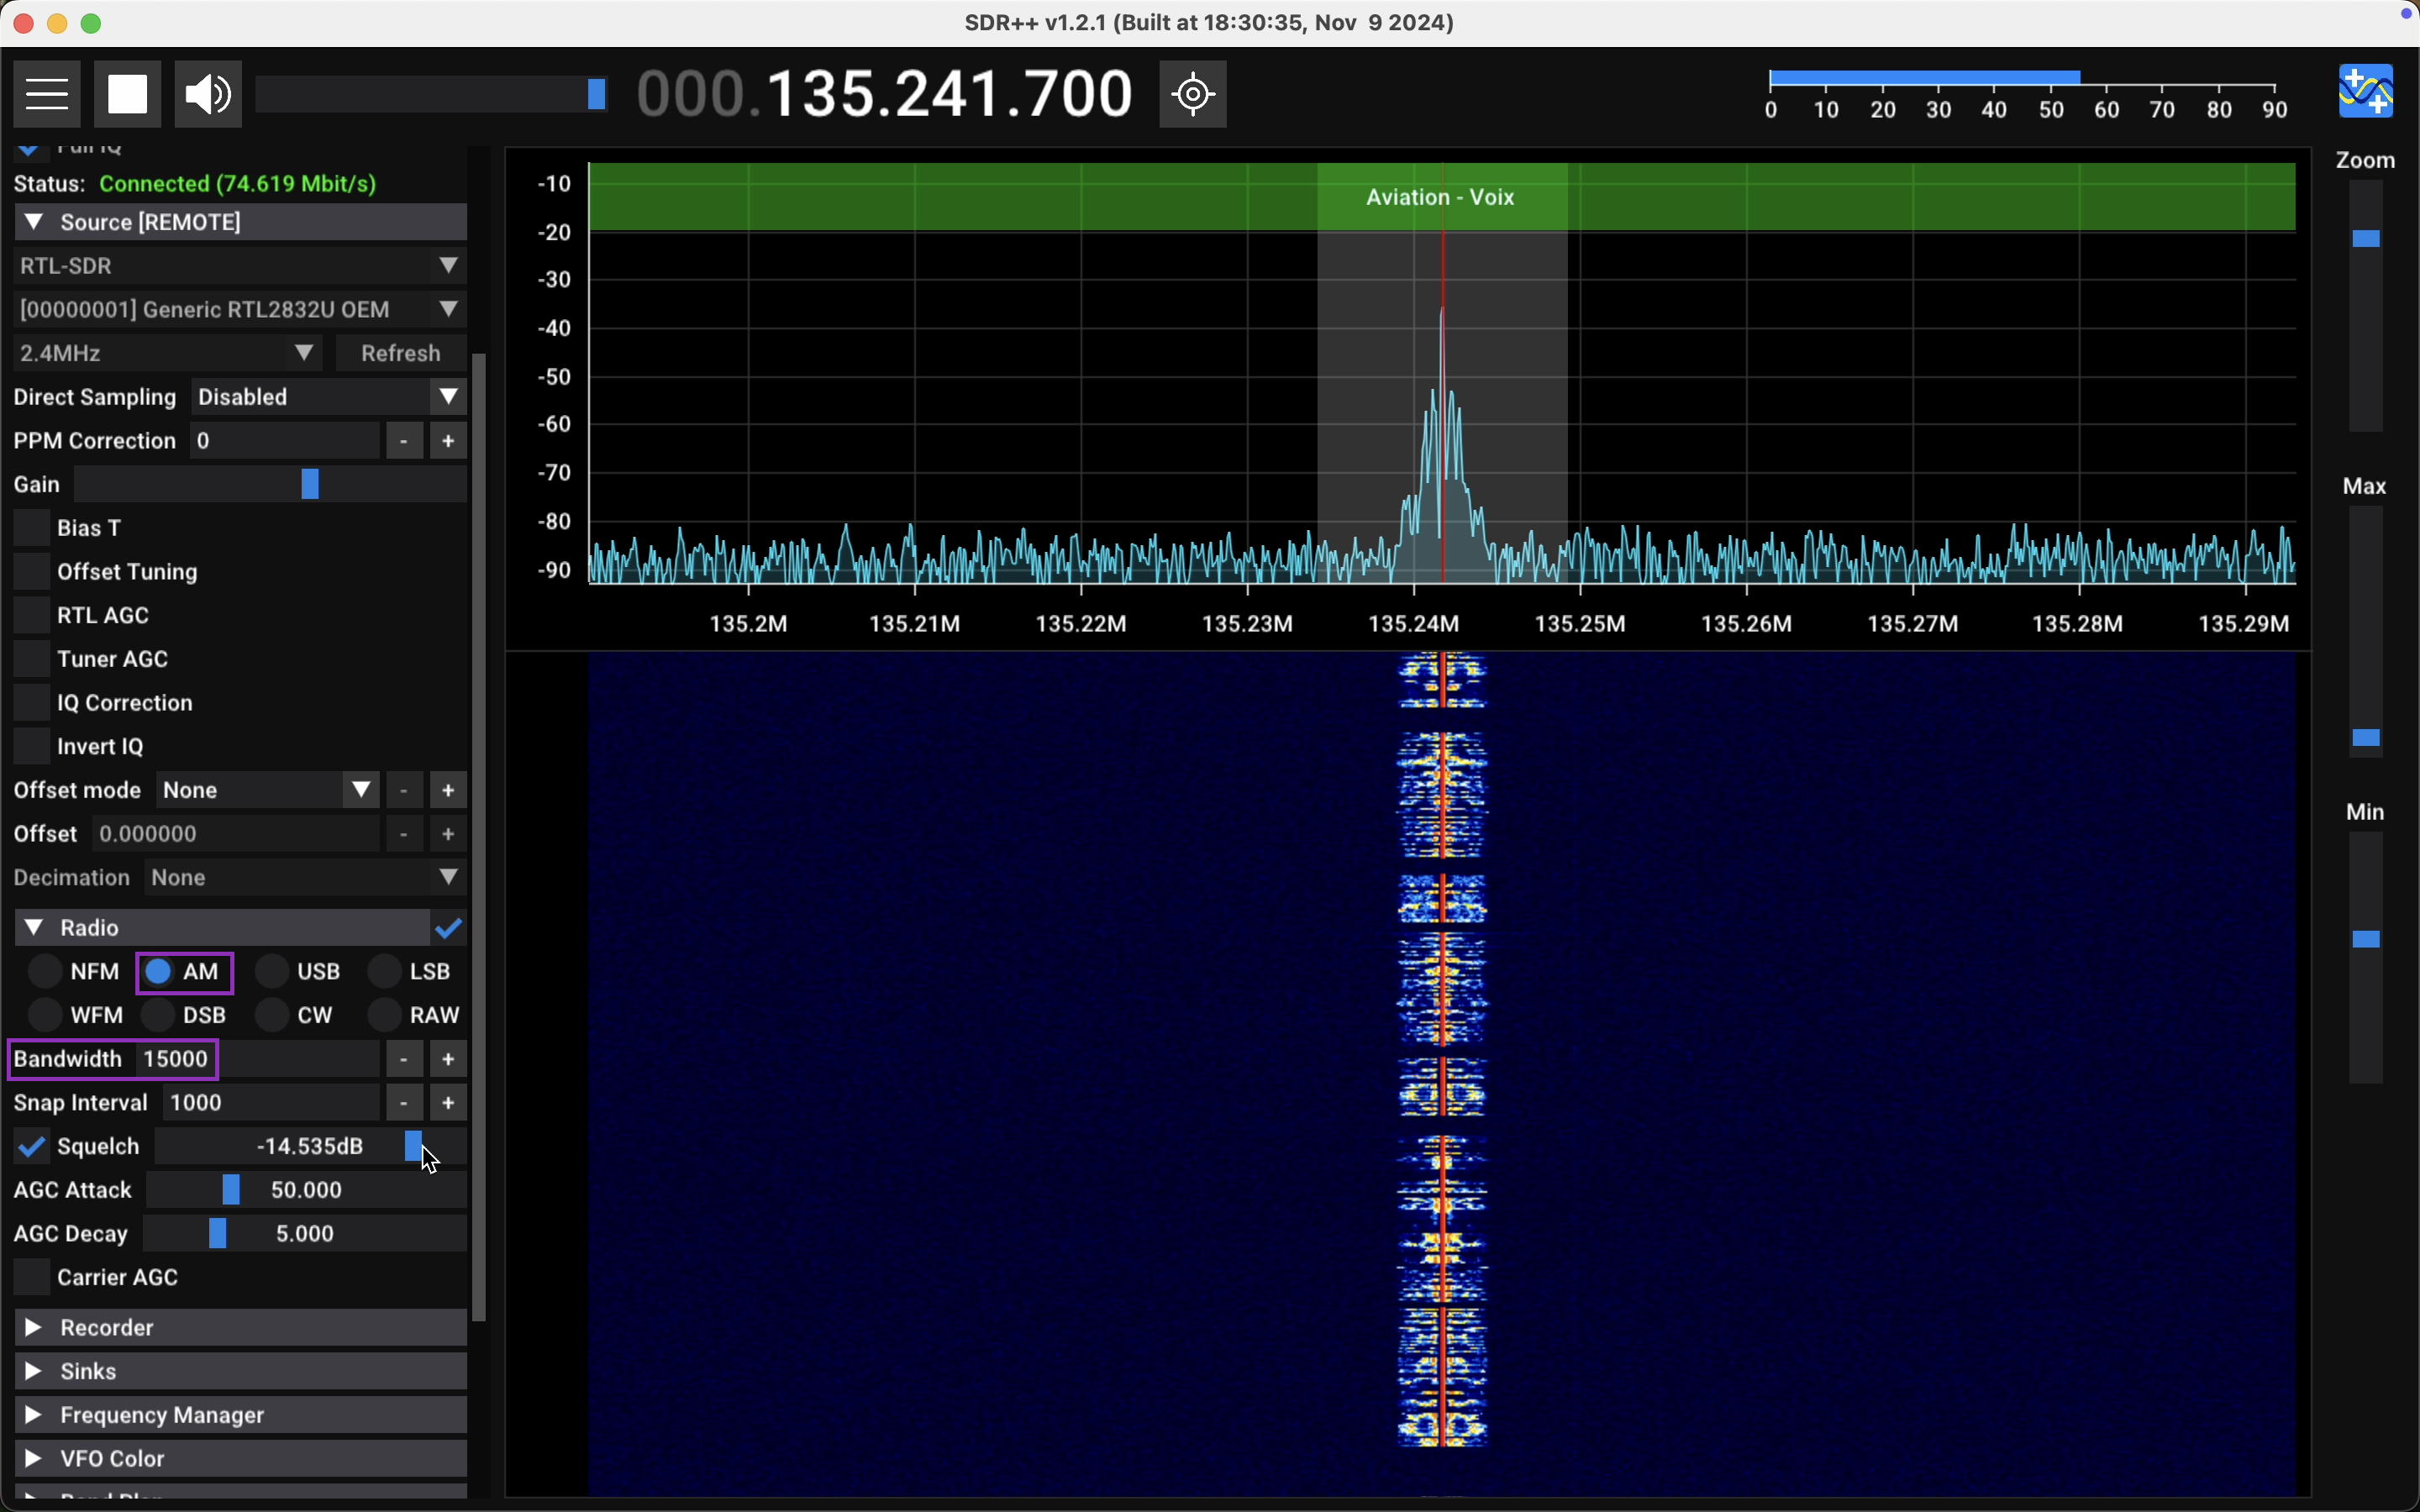 SDR++ v1.2.1 (Built at 18:30:35, Nov 9 2024)
000.135.241.700
0 10 20 30 40 50 60 70 80 90
Full IQ
Status: Connected (74.619 Mbit/s)
Source [REMOTE]
RTL-SDR
[00000001] Generic RTL2832U OEM
2.4MHz Refresh
Direct Sampling Disabled
PPM Correction 0 - +
Gain
Bias T
Offset Tuning
RTL AGC
Tuner AGC
IQ Correction
Invert IQ
Offset mode None - +
Offset 0.000000 - +
Decimation None
Radio
NFM AM USB LSB
WFM DSB CW RAW
Bandwidth 15000 - +
Snap Interval 1000 - +
Squelch -14.535dB
AGC Attack 50.000
AGC Decay 5.000
Carrier AGC
Recorder
Sinks
Frequency Manager
VFO Color
Band Plan
Aviation - Voix
-10
-20
-30
-40
-50
-60
-70
-80
-90
135.2M 135.21M 135.22M 135.23M 135.24M 135.25M 135.26M 135.27M 135.28M 135.29M
Zoom
Max
Min